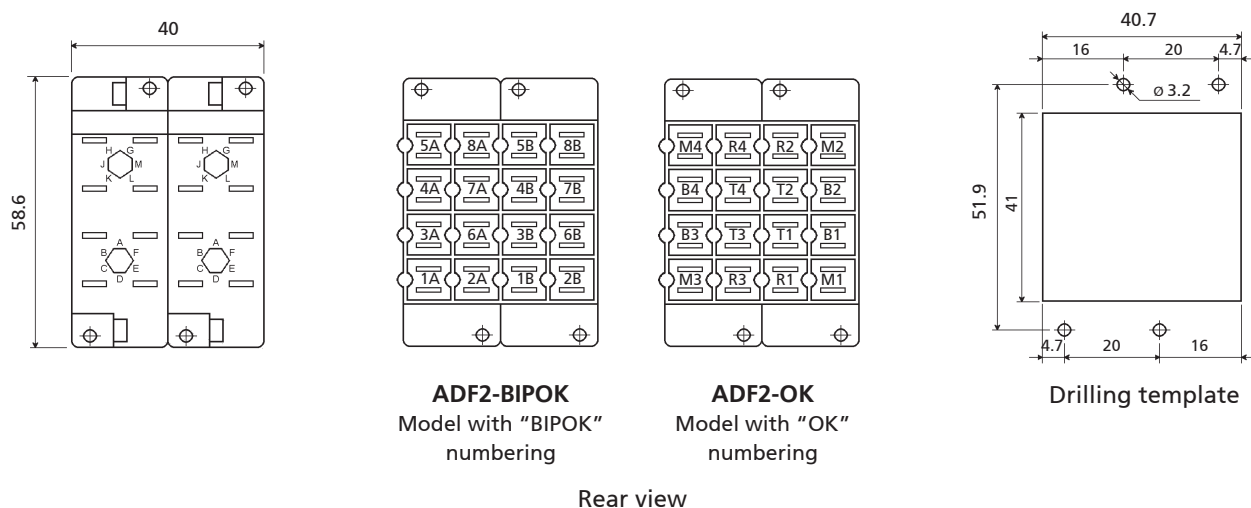 40
58.6
H G
J M
K L
A
B F
C E
D
H G
J M
K L
A
B F
C E
D
5A 8A 5B 8B
4A 7A 4B 7B
3A 6A 3B 6B
1A 2A 1B 2B
ADF2-BIPOK
Model with “BIPOK”
numbering
M4 R4 R2 M2
B4 T4 T2 B2
B3 T3 T1 B1
M3 R3 R1 M1
ADF2-OK
Model with “OK”
numbering
Rear view
40.7
16 20 4.7
ø 3.2
51.9
41
4.7 20 16
Drilling template